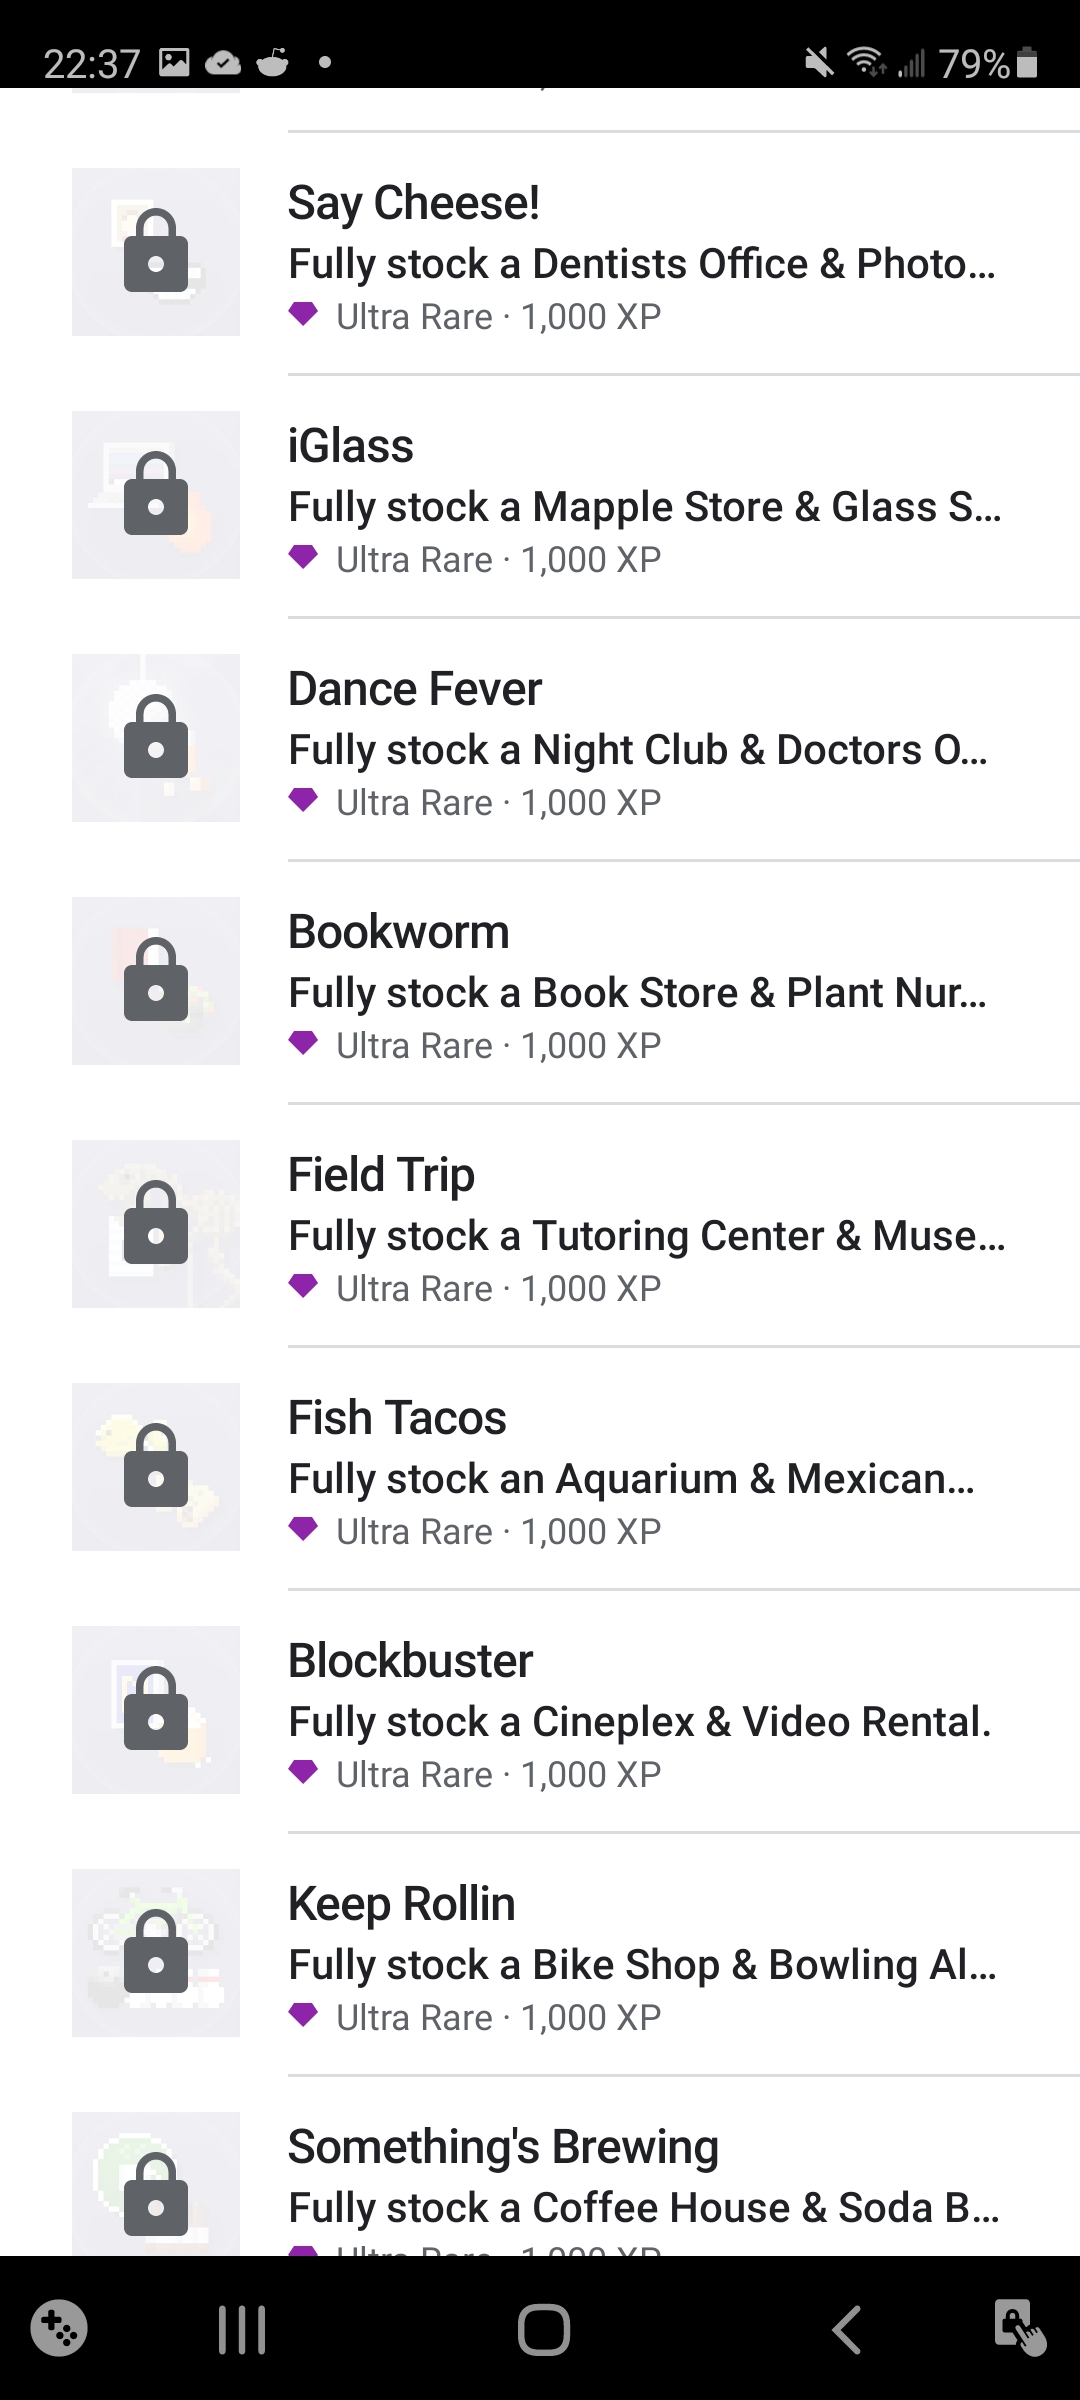 22:37
79%
Say Cheese!
Fully stock a Dentists Office & Photo...
Ultra Rare · 1,000 XP
iGlass
Fully stock a Mapple Store & Glass S...
Ultra Rare · 1,000 XP
Dance Fever
Fully stock a Night Club & Doctors O...
Ultra Rare · 1,000 XP
Bookworm
Fully stock a Book Store & Plant Nur...
Ultra Rare · 1,000 XP
Field Trip
Fully stock a Tutoring Center & Muse...
Ultra Rare · 1,000 XP
Fish Tacos
Fully stock an Aquarium & Mexican...
Ultra Rare · 1,000 XP
Blockbuster
Fully stock a Cineplex & Video Rental.
Ultra Rare · 1,000 XP
Keep Rollin
Fully stock a Bike Shop & Bowling Al...
Ultra Rare · 1,000 XP
Something's Brewing
Fully stock a Coffee House & Soda B...
Ultra Rare · 1,000 XP